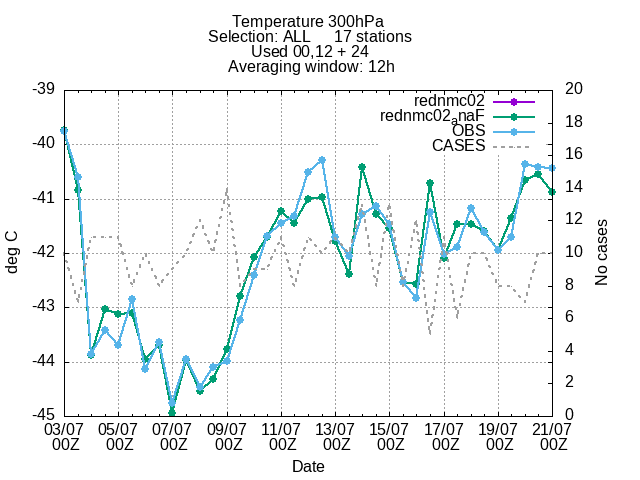 Temperature 300hPa
Selection: ALL 17 stations
Used 00,12 + 24
Averaging window: 12h
rednmc02
rednmc02anaF
OBS
CASES
-39
-40
-41
-42
-43
-44
-45
deg C
20
18
16
14
12
10
8
6
4
2
0
No cases
03/07 05/07 07/07 09/07 11/07 13/07 15/07 17/07 19/07 21/07
00Z 00Z 00Z 00Z 00Z 00Z 00Z 00Z 00Z 00Z
Date